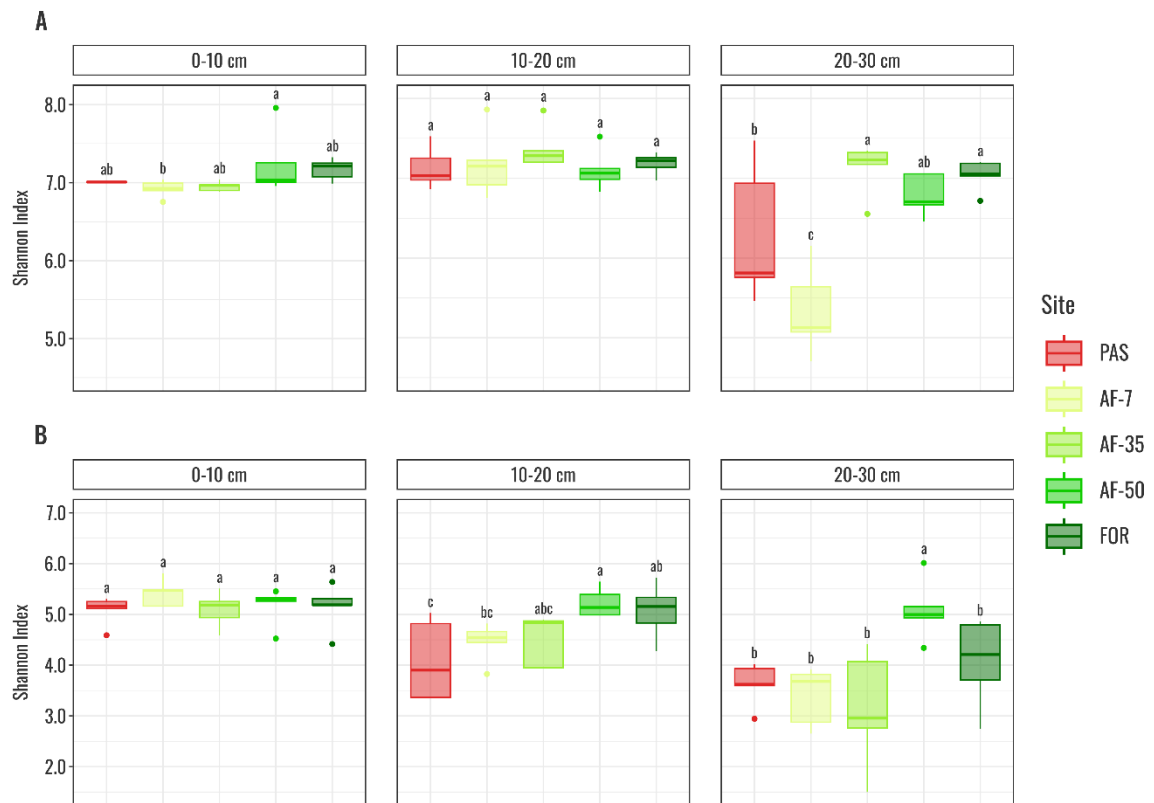 A
0-10 cm 10-20 cm 20-30 cm
8.0
7.0
6.0
5.0
Shannon Index
ab b ab a ab
a a a a a
b c a ab a
B
0-10 cm 10-20 cm 20-30 cm
7.0
6.0
5.0
4.0
3.0
2.0
Shannon Index
a a a a a
c bc abc a ab
b b b a b
Site
PAS
AF-7
AF-35
AF-50
FOR